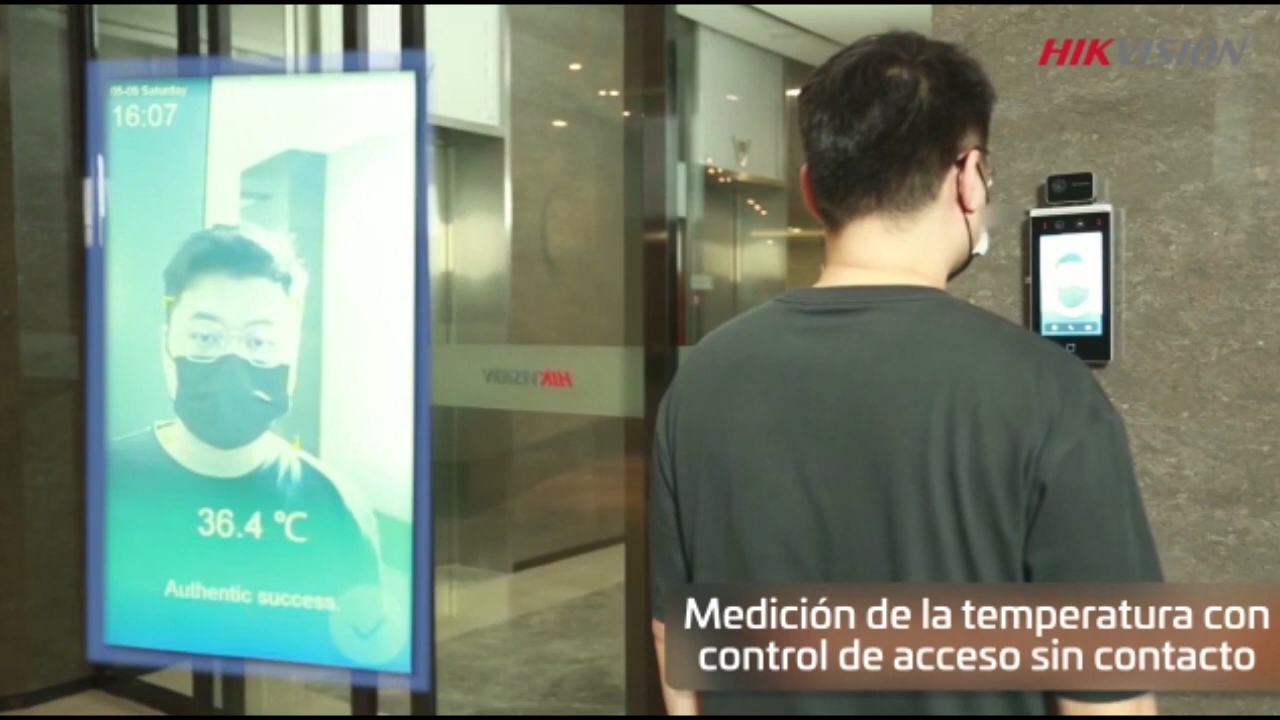 HIKVISION
05-09 Saturday
16:07
HIKVISION
36.4 ℃
Authentic success.
Medición de la temperatura con
control de acceso sin contacto